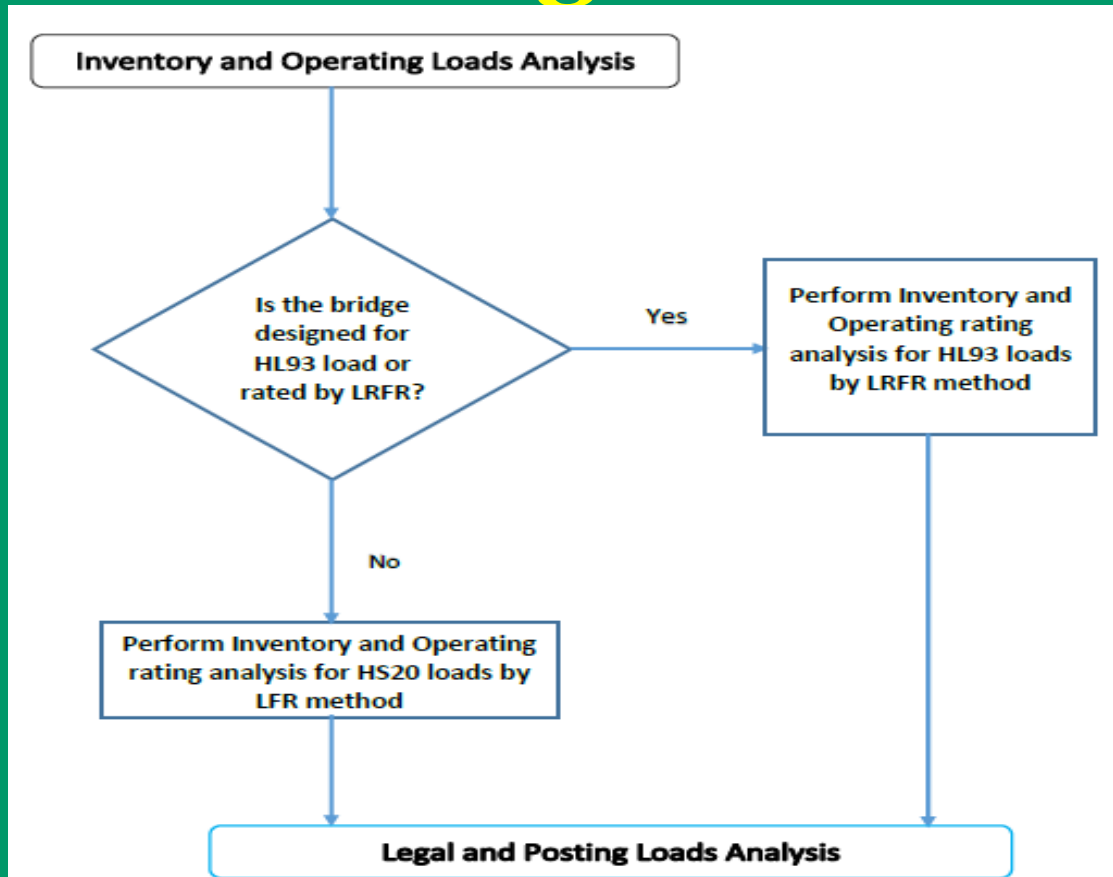 Inventory and Operating Loads Analysis
Is the bridge
designed for
HL93 load or
rated by LRFR?
Yes
Perform Inventory and
Operating rating
analysis for HL93 loads
by LRFR method
No
Perform Inventory and Operating
rating analysis for HS20 loads by
LFR method
Legal and Posting Loads Analysis